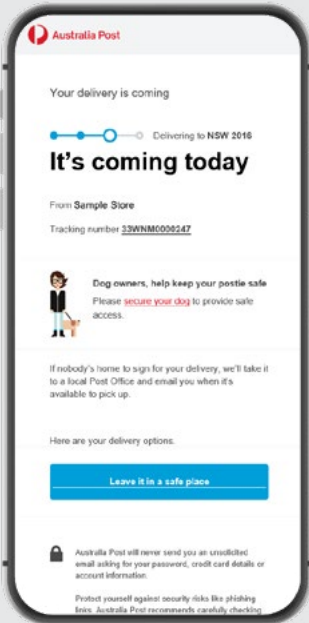 Australia Post
Your delivery is coming
Delivering to NSW 2016
It's coming today
From Sample Store
Tracking number 33WNM0000247
Dog owners, help keep your postie safe
Please secure your dog to provide safe
access.
If nobody's home to sign for your delivery, we'll take it
to a local Post Office and email you when it's
available to pick up.
Here are your delivery options.
Leave it in a safe place
Australia Post will never send you an unsolicited
email asking for your password, credit card details or
account information.
Protect yourself against security risks like phishing
links. Australia Post recommends carefully checking